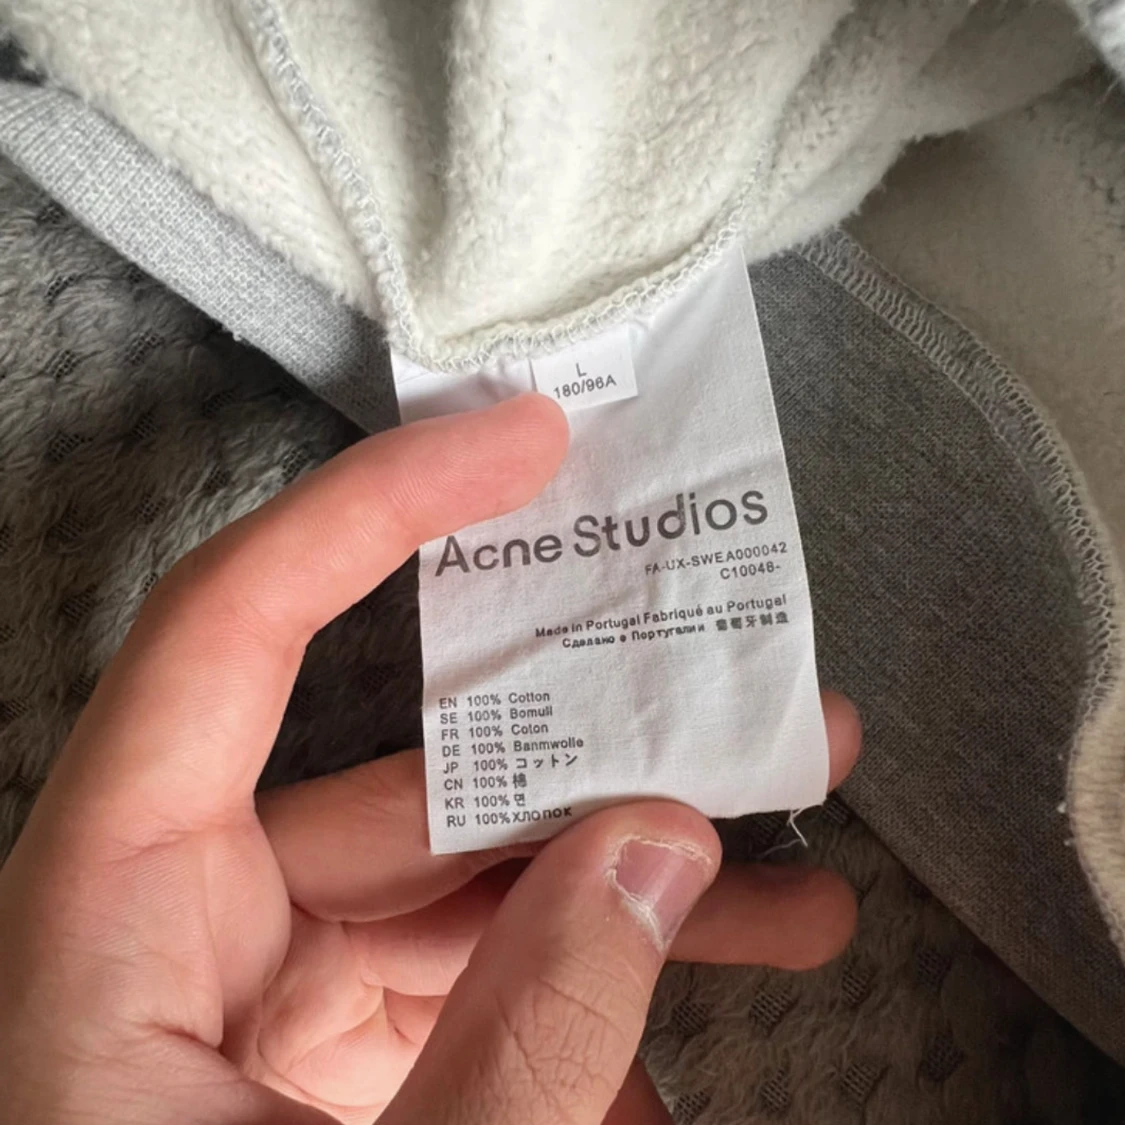 L
180/96A
Acne Studios
FA-UX-SWEA000042
C10048-
Made in Portugal Fabriqué au Portugal
Сделано в Португалии 葡萄牙制造
EN 100% Cotton
SE 100% Bomull
FR 100% Coton
DE 100% Banmwolle
JP 100% コットン
CN 100% 棉
KR 100% 면
RU 100% ХЛОПОК